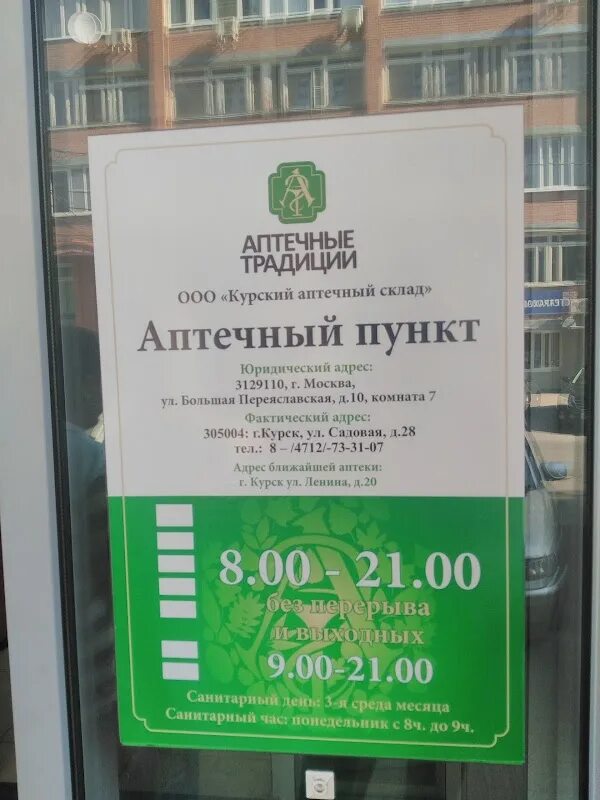 АПТЕЧНЫЕ
ТРАДИЦИИ
ООО «Курский аптечный склад»
Аптечный пункт
Юридический адрес:
3129110, г. Москва,
ул. Большая Переяславская, д.10, комната 7
Фактический адрес:
305004: г.Курск, ул. Садовая, д.28
тел.: 8 – /4712/-73-31-07
Адрес ближайшей аптеки:
г. Курск ул. Ленина, д.20
8.00 - 21.00
без перерыва
и выходных
9.00-21.00
Санитарный день: 3-я среда месяца
Санитарный час: понедельник с 8ч. до 9ч.